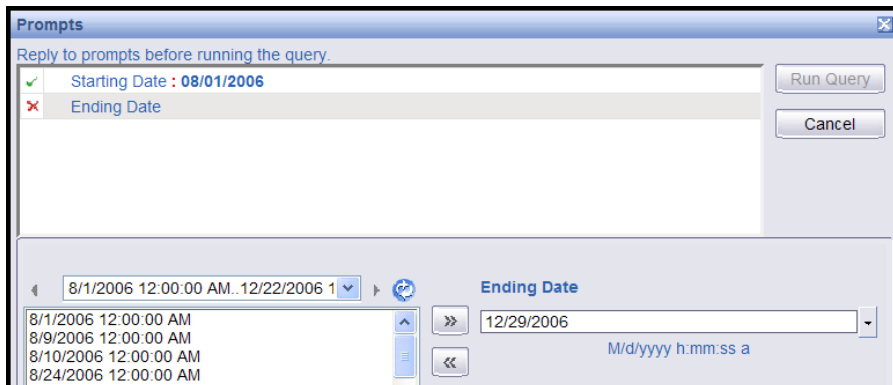 Prompts
Reply to prompts before running the query.
Starting Date : 08/01/2006
Ending Date
Run Query
Cancel
8/1/2006 12:00:00 AM..12/22/2006 1
8/1/2006 12:00:00 AM
8/9/2006 12:00:00 AM
8/10/2006 12:00:00 AM
8/24/2006 12:00:00 AM
>>
<<
Ending Date
12/29/2006
M/d/yyyy h:mm:ss a